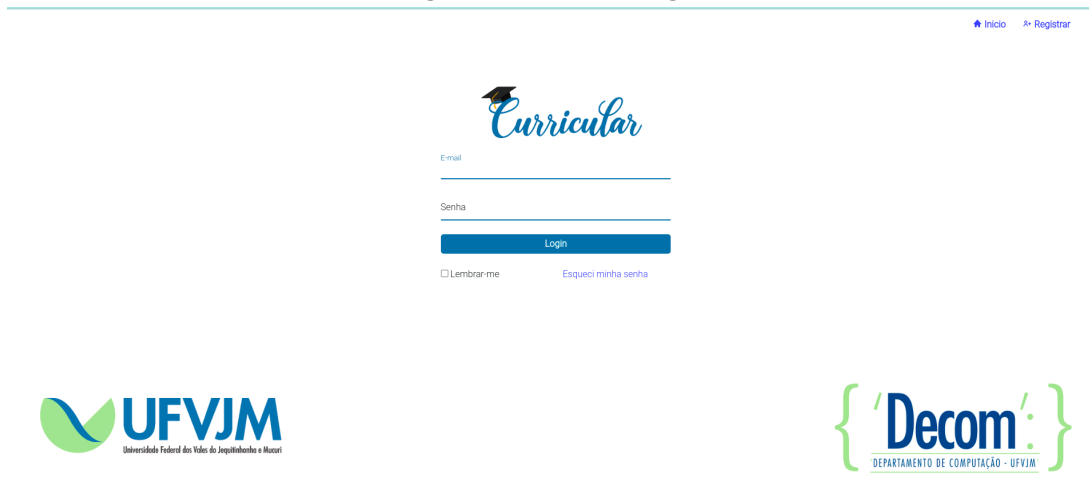 Inicio Registrar
Curricular
E-mail
Senha
Login
Lembrar-me Esqueci minha senha
UFVJM
Universidade Federal dos Vales do Jequitinhonha e Mucuri
{ 'Decom': }
DEPARTAMENTO DE COMPUTAÇÃO - UFVJM